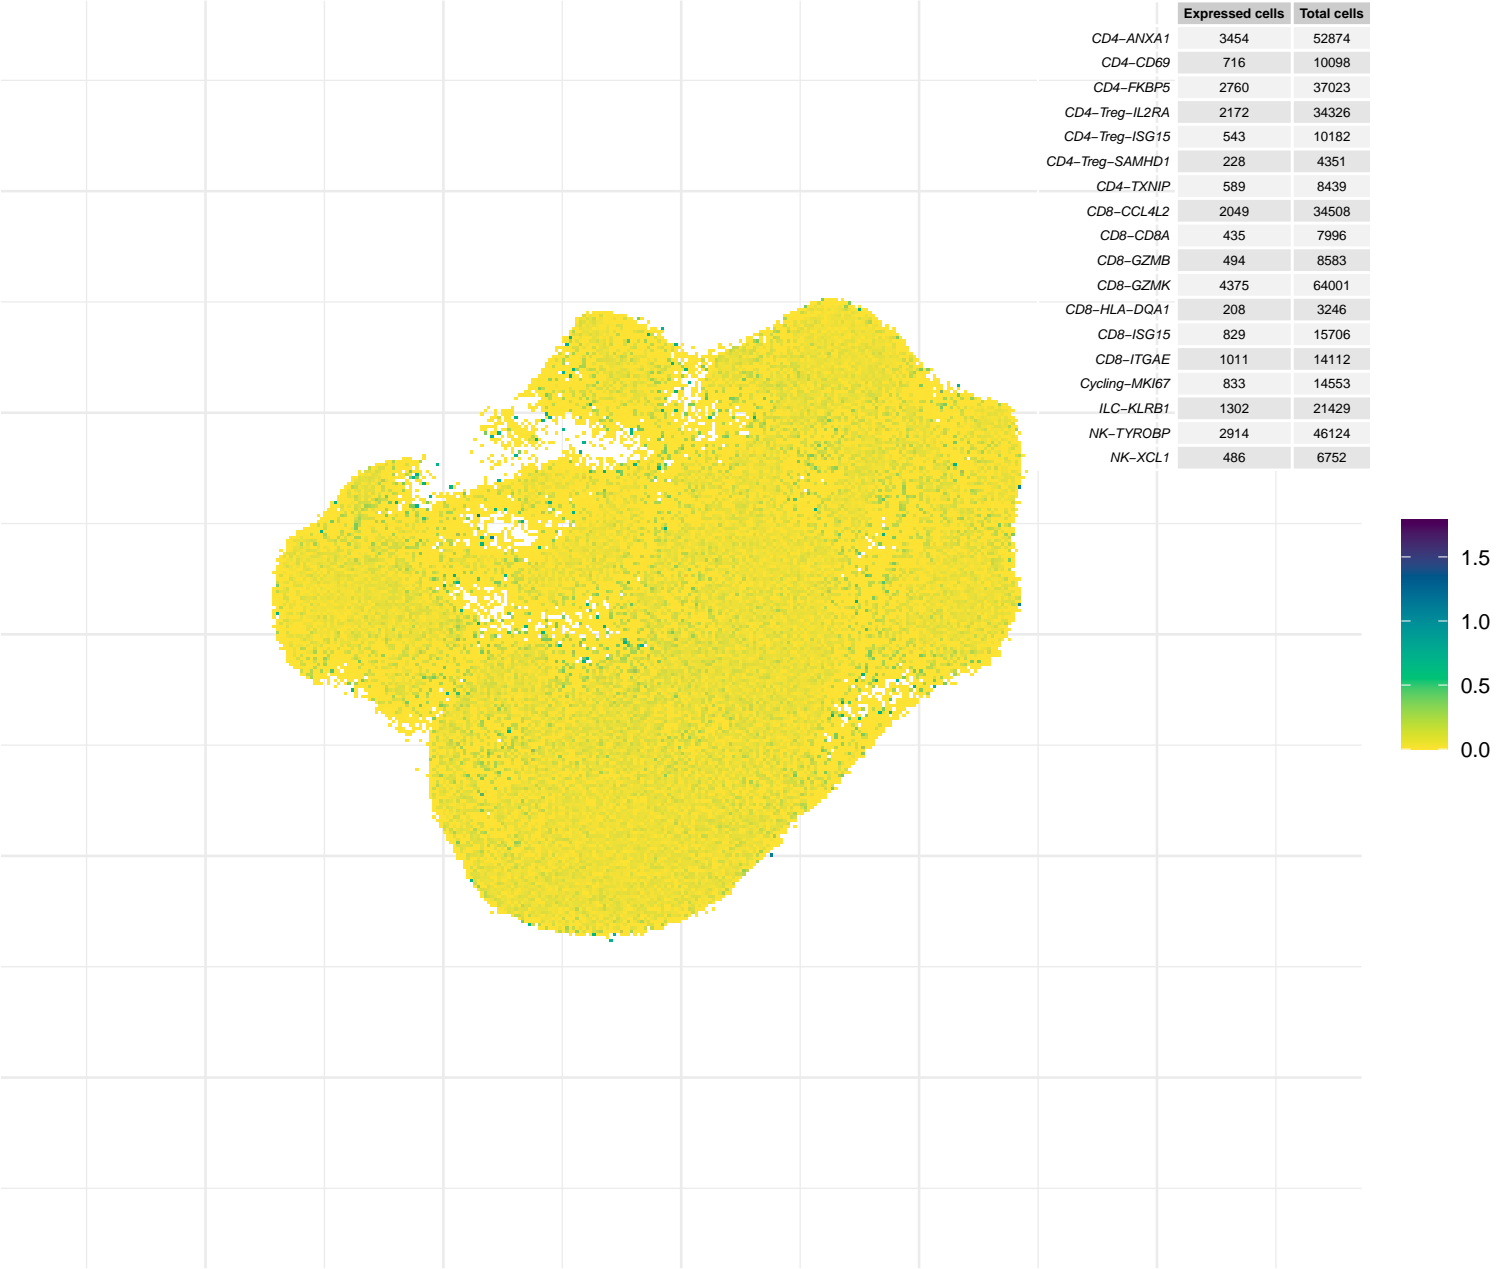 Expressed cells Total cells
CD4−ANXA1 3454 52874
CD4−CD69 716 10098
CD4−FKBP5 2760 37023
CD4−Treg−IL2RA 2172 34326
CD4−Treg−ISG15 543 10182
CD4−Treg−SAMHD1 228 4351
CD4−TXNIP 589 8439
CD8−CCL4L2 2049 34508
CD8−CD8A 435 7996
CD8−GZMB 494 8583
CD8−GZMK 4375 64001
CD8−HLA−DQA1 208 3246
CD8−ISG15 829 15706
CD8−ITGAE 1011 14112
Cycling−MKI67 833 14553
ILC−KLRB1 1302 21429
NK−TYROBP 2914 46124
NK−XCL1 486 6752
1.5
1.0
0.5
0.0